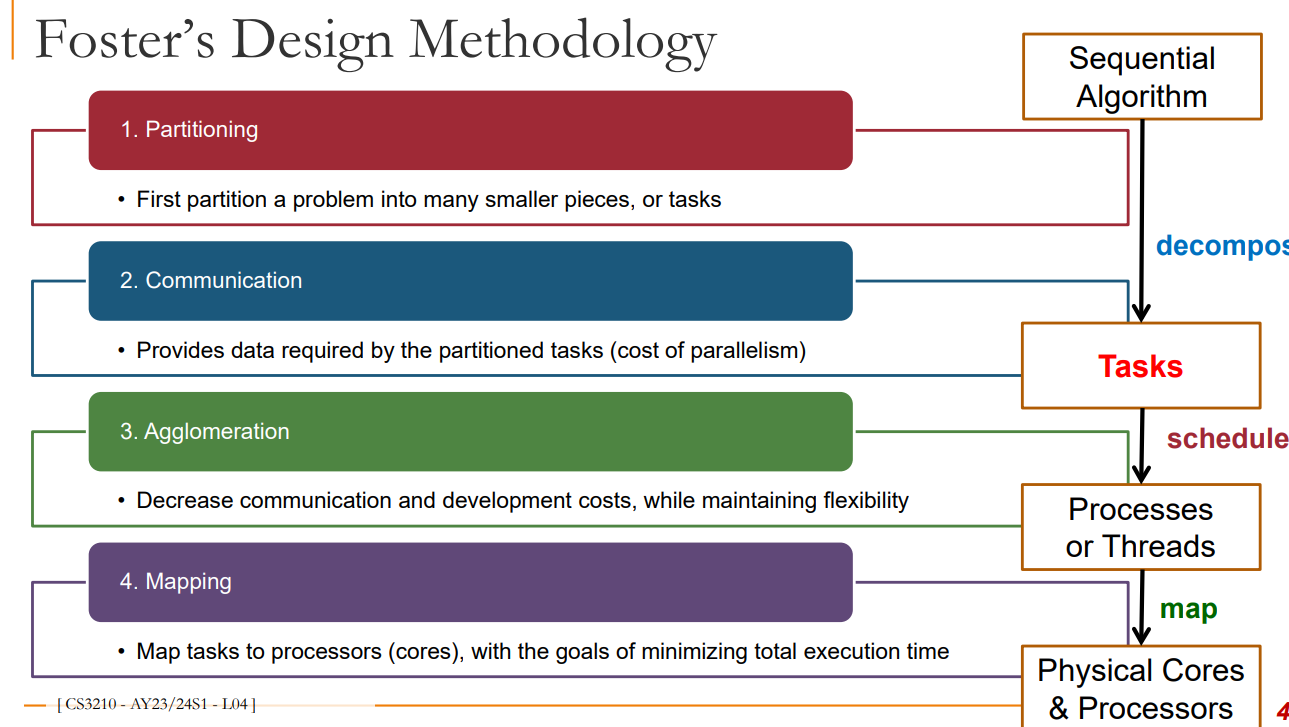 Foster’s Design Methodology
1. Partitioning
• First partition a problem into many smaller pieces, or tasks
2. Communication
• Provides data required by the partitioned tasks (cost of parallelism)
3. Agglomeration
• Decrease communication and development costs, while maintaining flexibility
4. Mapping
• Map tasks to processors (cores), with the goals of minimizing total execution time
Sequential
Algorithm
decompos
Tasks
schedule
Processes
or Threads
map
Physical Cores
& Processors
[ CS3210 - AY23/24S1 - L04 ]
4